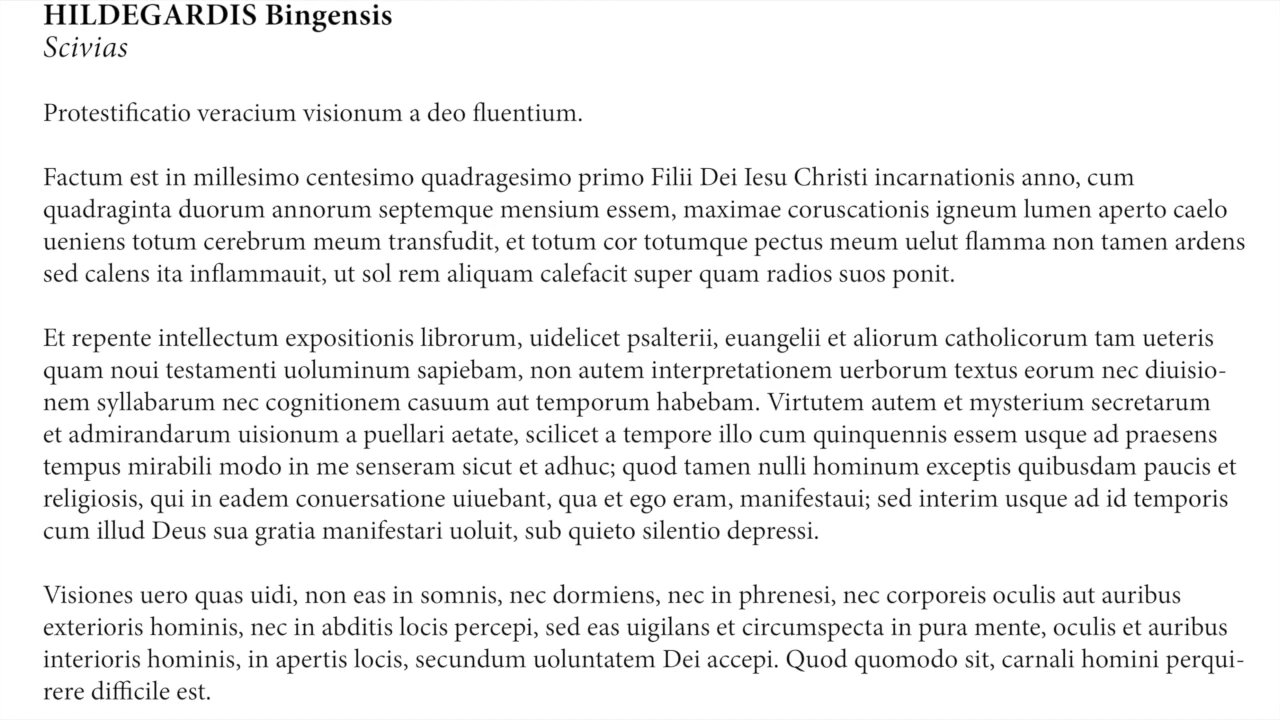 HILDEGARDIS Bingensis
Scivias
Protestificatio veracium visionum a deo fluentium.
Factum est in millesimo centesimo quadragesimo primo Filii Dei Iesu Christi incarnationis anno, cum
quadraginta duorum annorum septemque mensium essem, maximae coruscationis igneum lumen aperto caelo
ueniens totum cerebrum meum transfudit, et totum cor totumque pectus meum uelut flamma non tamen ardens
sed calens ita inflammauit, ut sol rem aliquam calefacit super quam radios suos ponit.
Et repente intellectum expositionis librorum, uidelicet psalterii, euangelii et aliorum catholicorum tam ueteris
quam noui testamenti uoluminum sapiebam, non autem interpretationem uerborum textus eorum nec diuisio-
nem syllabarum nec cognitionem casuum aut temporum habebam. Virtutem autem et mysterium secretarum
et admirandarum uisionum a puellari aetate, scilicet a tempore illo cum quinquennis essem usque ad praesens
tempus mirabili modo in me senseram sicut et adhuc; quod tamen nulli hominum exceptis quibusdam paucis et
religiosis, qui in eadem conuersatione uiuebant, qua et ego eram, manifestaui; sed interim usque ad id temporis
cum illud Deus sua gratia manifestari uoluit, sub quieto silentio depressi.
Visiones uero quas uidi, non eas in somnis, nec dormiens, nec in phrenesi, nec corporeis oculis aut auribus
exterioris hominis, nec in abditis locis percepi, sed eas uigilans et circumspecta in pura mente, oculis et auribus
interioris hominis, in apertis locis, secundum uoluntatem Dei accepi. Quod quomodo sit, carnali homini perqui-
rere difficile est.